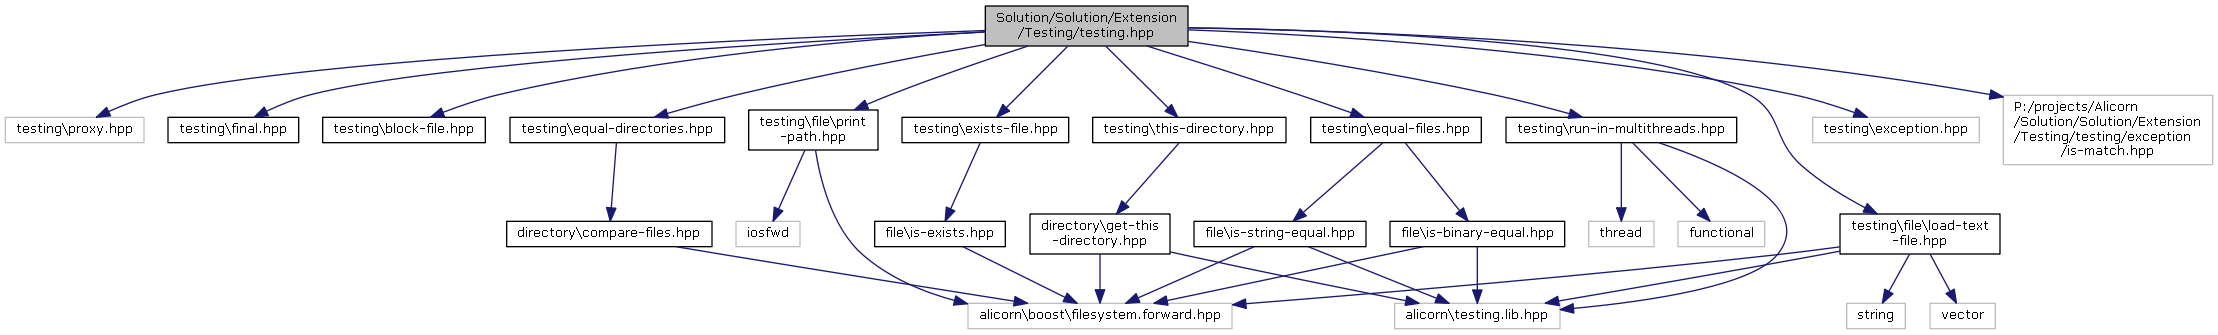 Solution/Solution/Extension
/Testing/testing.hpp
testing\proxy.hpp
testing\final.hpp
testing\block-file.hpp
testing\equal-directories.hpp
testing\file\print
-path.hpp
testing\exists-file.hpp
testing\this-directory.hpp
testing\equal-files.hpp
testing\run-in-multithreads.hpp
testing\exception.hpp
P:/projects/Alicorn
/Solution/Solution/Extension
/Testing/testing/exception
/is-match.hpp
directory\compare-files.hpp
iosfwd
file\is-exists.hpp
directory\get-this
-directory.hpp
file\is-string-equal.hpp
file\is-binary-equal.hpp
thread
functional
testing\file\load-text
-file.hpp
alicorn\boost\filesystem.forward.hpp
alicorn\testing.lib.hpp
string
vector